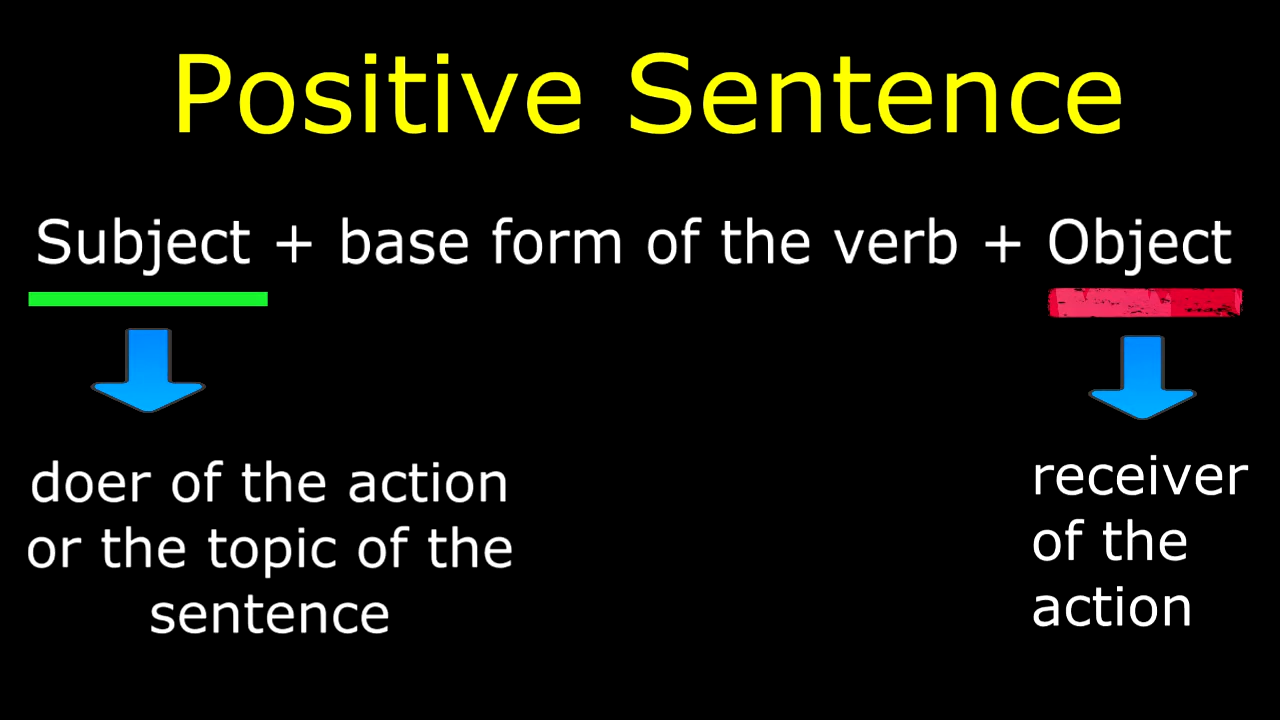 Positive Sentence
Subject + base form of the verb + Object
doer of the action
or the topic of the
sentence
receiver
of the
action